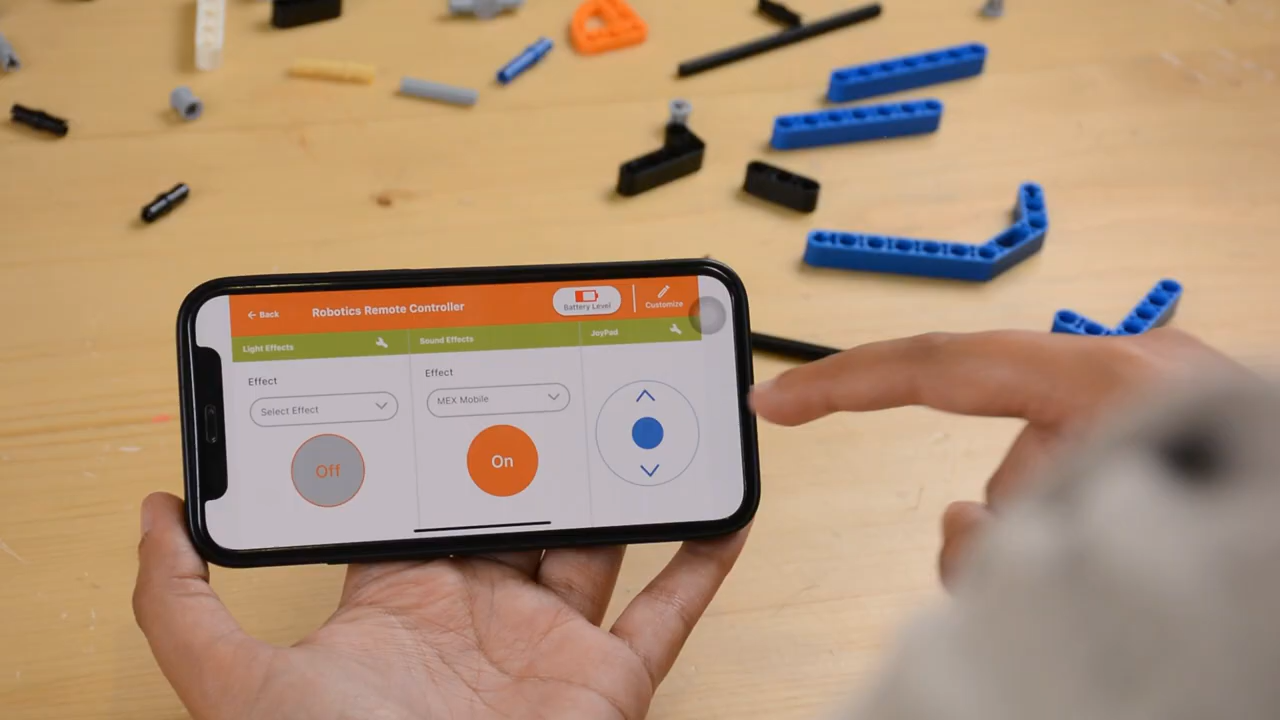 Back
Robotics Remote Controller
Battery Level
Customize
Light Effects
Sound Effects
JoyPad
Effect
Select Effect
Off
Effect
MEX Mobile
On